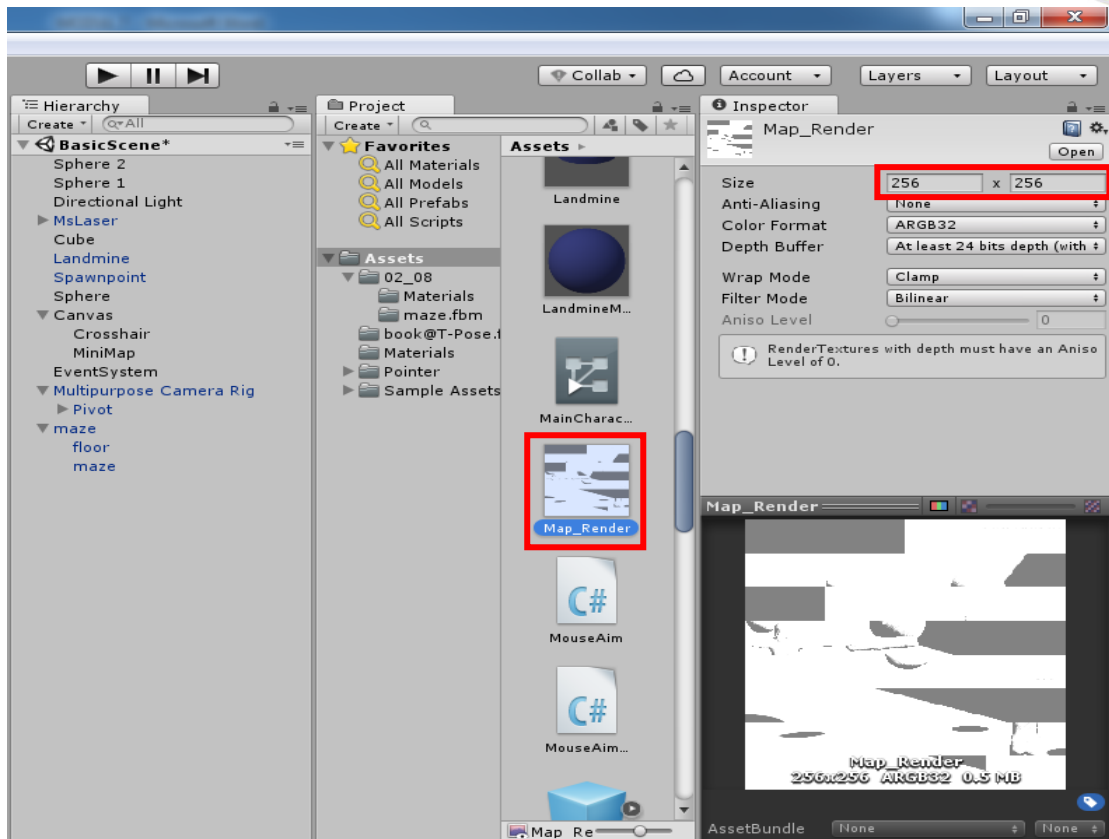 Collab
Account
Layers
Layout
Hierarchy
Create
All
BasicScene*
Sphere 2
Sphere 1
Directional Light
MsLaser
Cube
Landmine
Spawnpoint
Sphere
Canvas
Crosshair
MiniMap
EventSystem
Multipurpose Camera Rig
Pivot
maze
floor
maze
Project
Create
Favorites
All Materials
All Models
All Prefabs
All Scripts
Assets
02_08
Materials
maze.fbm
book@T-Pose.f
Materials
Pointer
Sample Assets
Assets
Landmine
LandmineM...
MainCharac...
Map_Render
C#
MouseAim
C#
MouseAim...
Map_Re
Inspector
Map_Render
Open
Size 256 x 256
Anti-Aliasing None
Color Format ARGB32
Depth Buffer At least 24 bits depth (with
Wrap Mode Clamp
Filter Mode Bilinear
Aniso Level 0
RenderTextures with depth must have an Aniso
Level of 0.
Map_Render
Map_Render
256x256 ARGB32 0.5 MB
AssetBundle None None